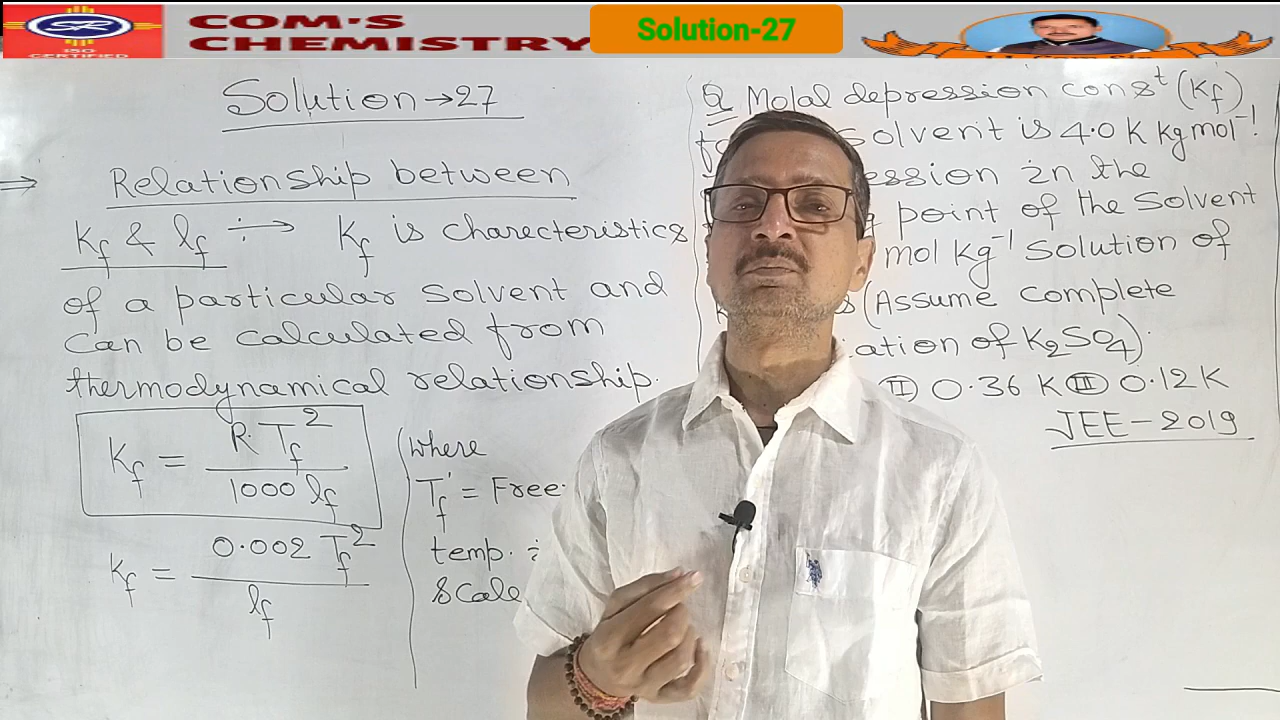 COM'S
CHEMISTRY
ISO
CERTIFIED
Solution-27
Solution→27
⇒ Relationship between
Kf & lf ÷→ Kf is charecteristics
of a particular solvent and
can be calculated from
thermodynamical relationship.
Kf = R. Tf² / 1000 lf
Kf = 0.002 Tf² / lf
(where
Tf° = Free
temp.
scale
Q Molal depression consᵗ (Kf)
Solvent is 4.0 K kg mol⁻¹.
ession in the
point of the Solvent
mol kg⁻¹ Solution of
(Assume complete
iation of K₂SO₄).
II) 0.36 K III) 0.12 K
JEE-2019